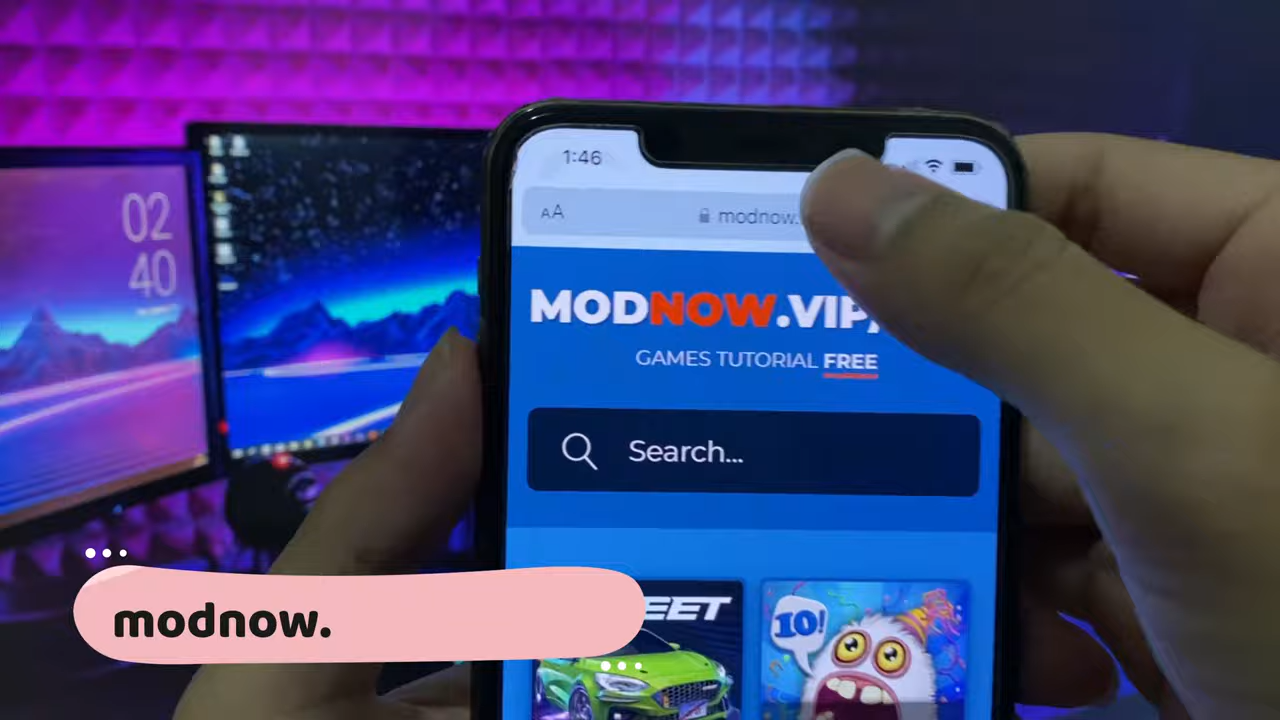 02
40
1:46
AA
modnow.
MODNOW.VIP
GAMES TUTORIAL FREE
Search...
EET
10!
modnow.